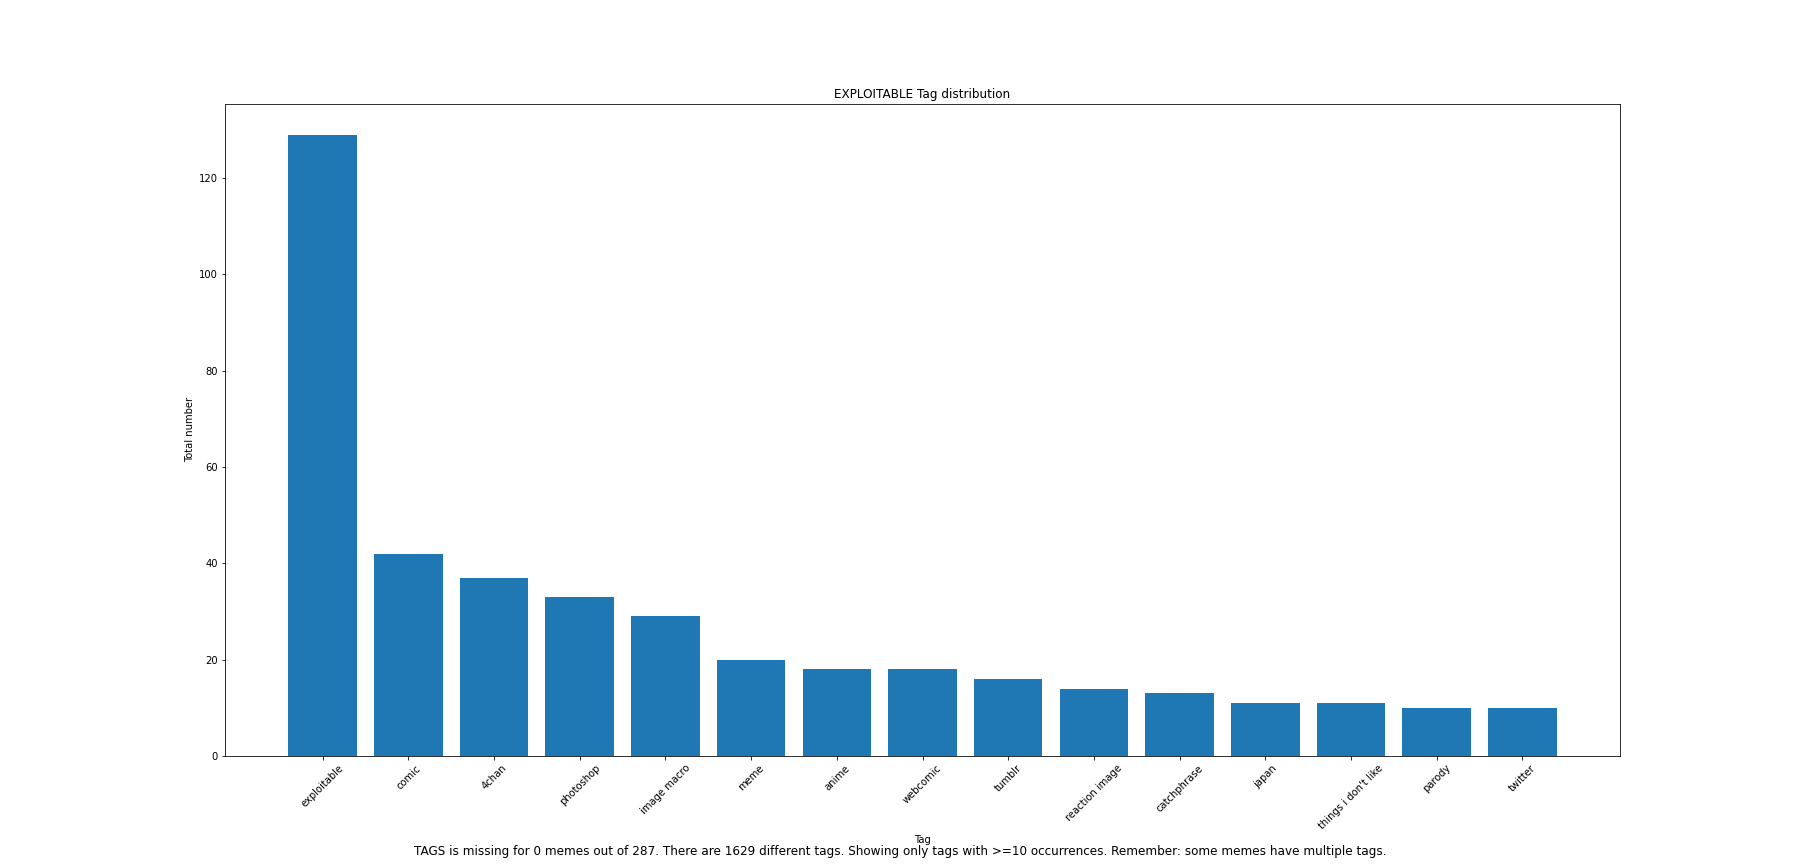 EXPLOITABLE Tag distribution
120
100
80
60
40
20
0
Total number
exploitable
comic
4chan
photoshop
image macro
meme
anime
webcomic
tumblr
reaction image
catchphrase
japan
things i don't like
parody
twitter
Tag
TAGS is missing for 0 memes out of 287. There are 1629 different tags. Showing only tags with >=10 occurrences. Remember: some memes have multiple tags.